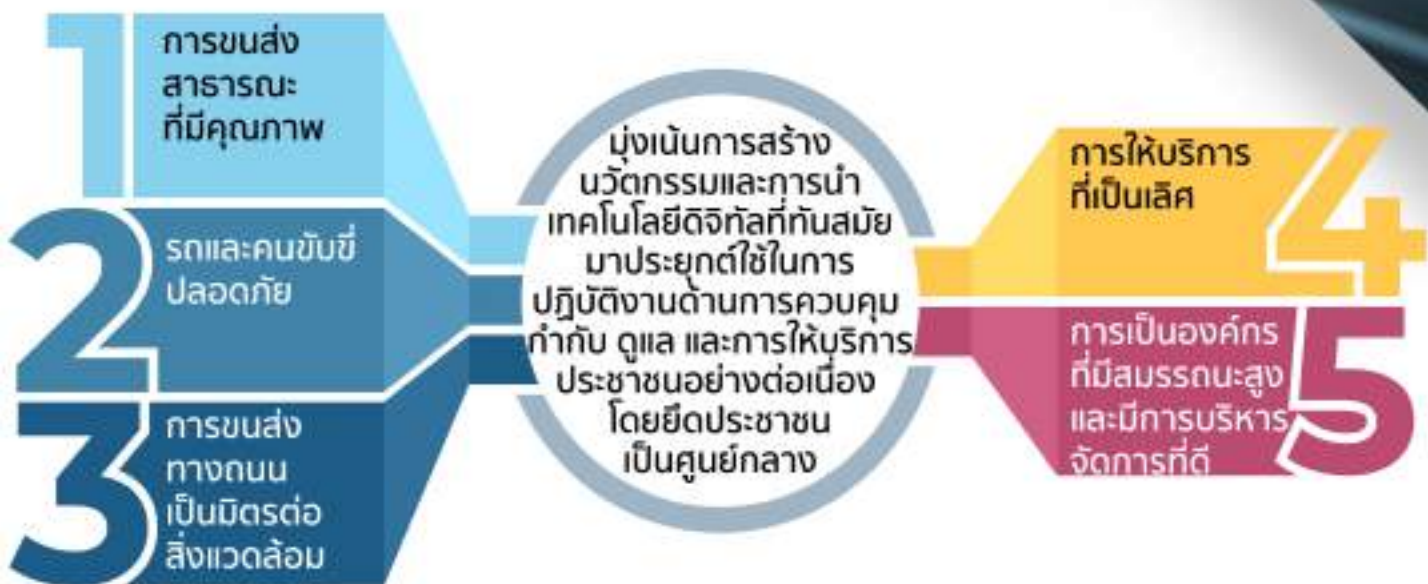 1
การขนส่ง
สาธารณะ
ที่มีคุณภาพ
2
รถและคนขับขี่
ปลอดภัย
3
การขนส่ง
ทางถนน
เป็นมิตรต่อ
สิ่งแวดล้อม
มุ่งเน้นการสร้าง
นวัตกรรมและการนำ
เทคโนโลยีดิจิทัลที่ทันสมัย
มาประยุกต์ใช้ในการ
ปฏิบัติงานด้านการควบคุม
กำกับ ดูแล และการให้บริการ
ประชาชนอย่างต่อเนื่อง
โดยยึดประชาชน
เป็นศูนย์กลาง
4
การให้บริการ
ที่เป็นเลิศ
5
การเป็นองค์กร
ที่มีสมรรถนะสูง
และมีการบริหาร
จัดการที่ดี